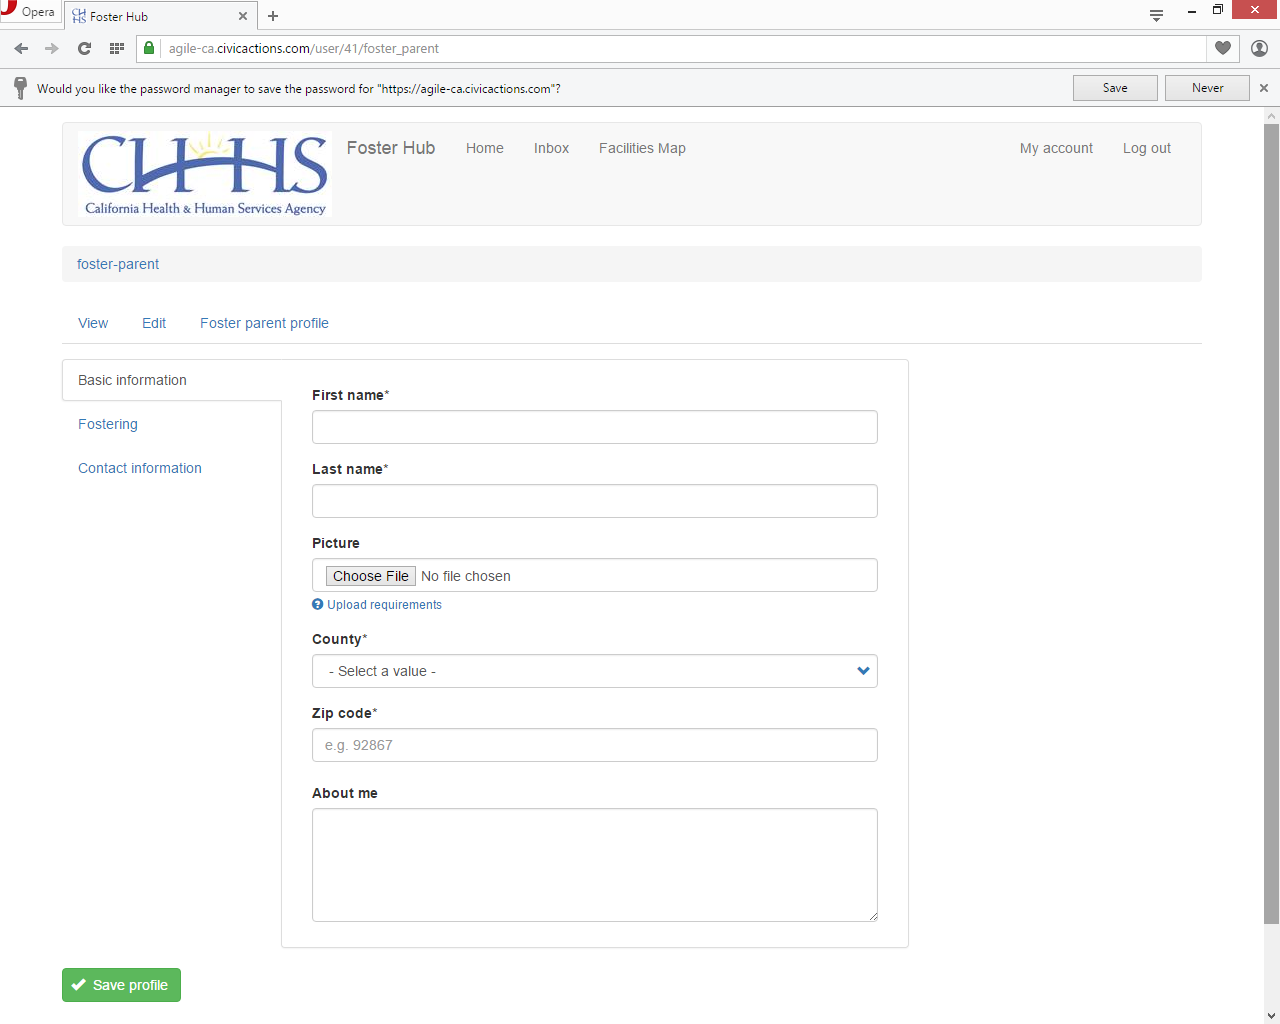 Opera
Foster Hub
agile-ca.civicactions.com/user/41/foster_parent
Would you like the password manager to save the password for "https://agile-ca.civicactions.com"?
Save
Never
CHHS
California Health & Human Services Agency
Foster Hub
Home
Inbox
Facilities Map
My account
Log out
foster-parent
View
Edit
Foster parent profile
Basic information
Fostering
Contact information
First name*
Last name*
Picture
Choose File No file chosen
Upload requirements
County*
- Select a value -
Zip code*
e.g. 92867
About me
Save profile